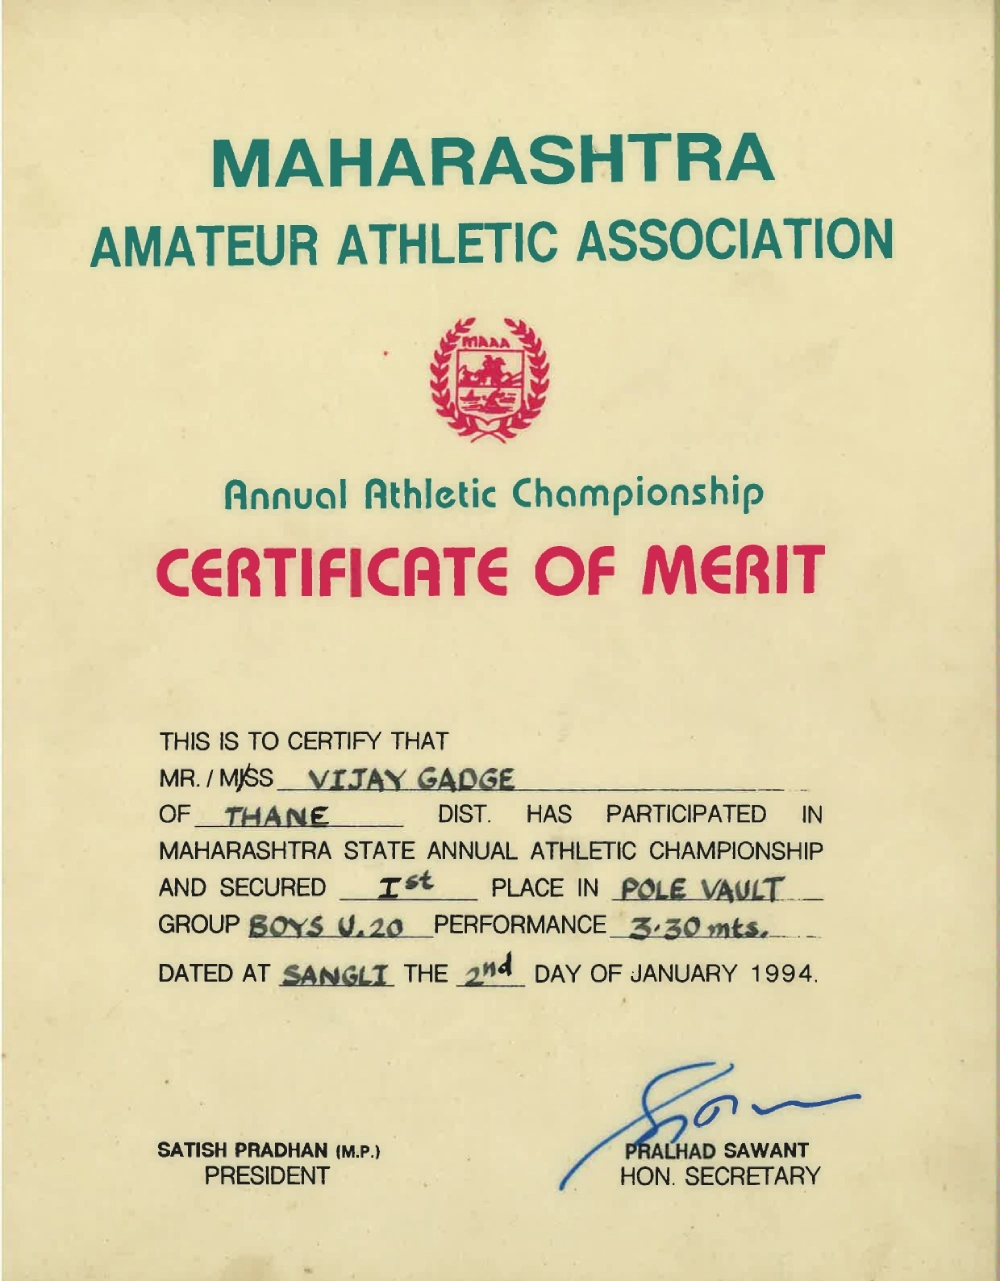 MAHARASHTRA
AMATEUR ATHLETIC ASSOCIATION
MAAA
Annual Athletic Championship
CERTIFICATE OF MERIT
THIS IS TO CERTIFY THAT
MR. / MISS VIJAY GADGE
OF THANE DIST. HAS PARTICIPATED IN
MAHARASHTRA STATE ANNUAL ATHLETIC CHAMPIONSHIP
AND SECURED Ist PLACE IN POLE VAULT
GROUP BOYS U.20 PERFORMANCE 3.30 mts.
DATED AT SANGLI THE 2nd DAY OF JANUARY 1994.
SATISH PRADHAN (M.P.)
PRESIDENT
PRALHAD SAWANT
HON. SECRETARY